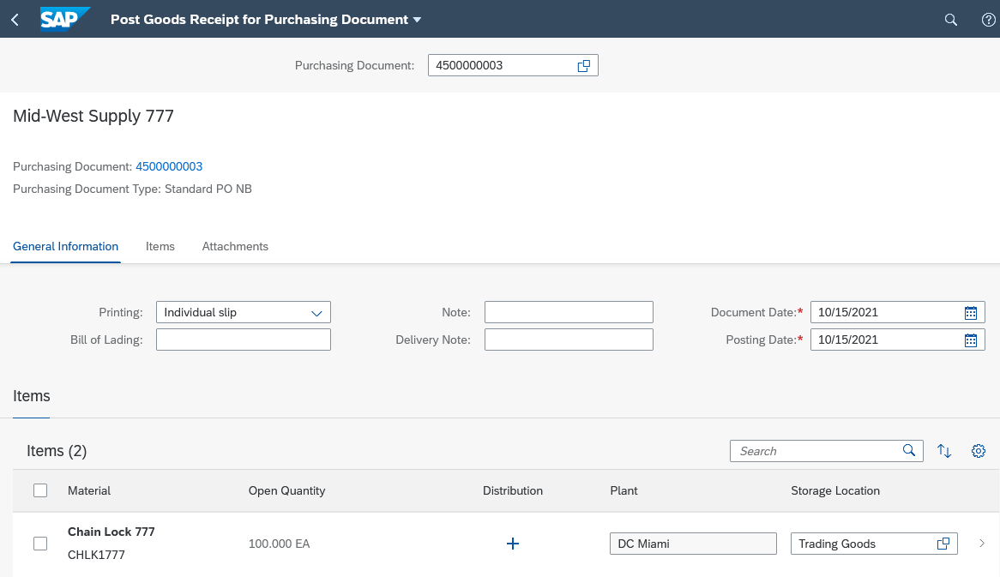 SAP Post Goods Receipt for Purchasing Document
Purchasing Document: 4500000003
Mid-West Supply 777
Purchasing Document: 4500000003
Purchasing Document Type: Standard PO NB
General Information Items Attachments
Printing: Individual slip Note: Document Date:* 10/15/2021
Bill of Lading: Delivery Note: Posting Date:* 10/15/2021
Items
Items (2) Search
Material Open Quantity Distribution Plant Storage Location
Chain Lock 777
100.000 EA DC Miami Trading Goods
CHLK1777